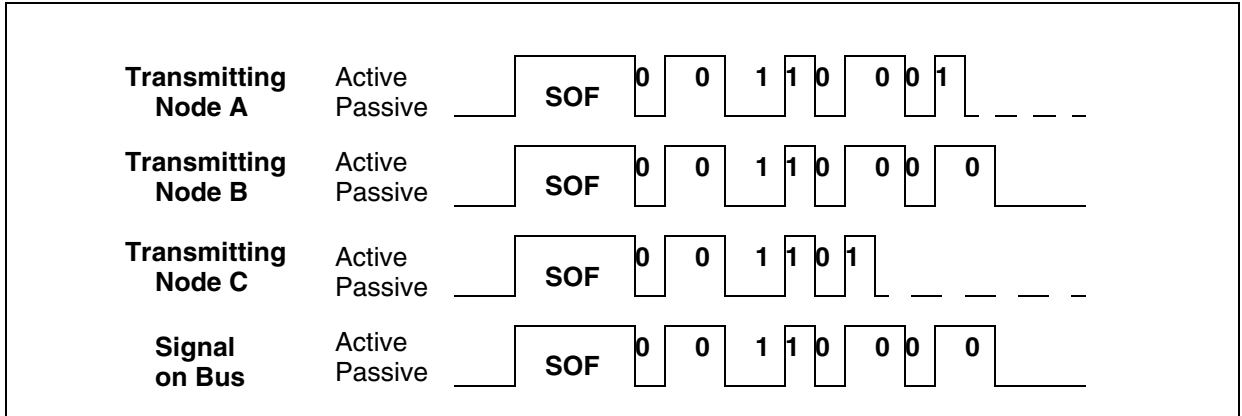 Transmitting Active 0 0 1 1 0 0 0 1
Node A Passive SOF
Transmitting Active 0 0 1 1 0 0 0 0
Node B Passive SOF
Transmitting Active 0 0 1 1 0 1
Node C Passive SOF
Signal Active 0 0 1 1 0 0 0 0
on Bus Passive SOF